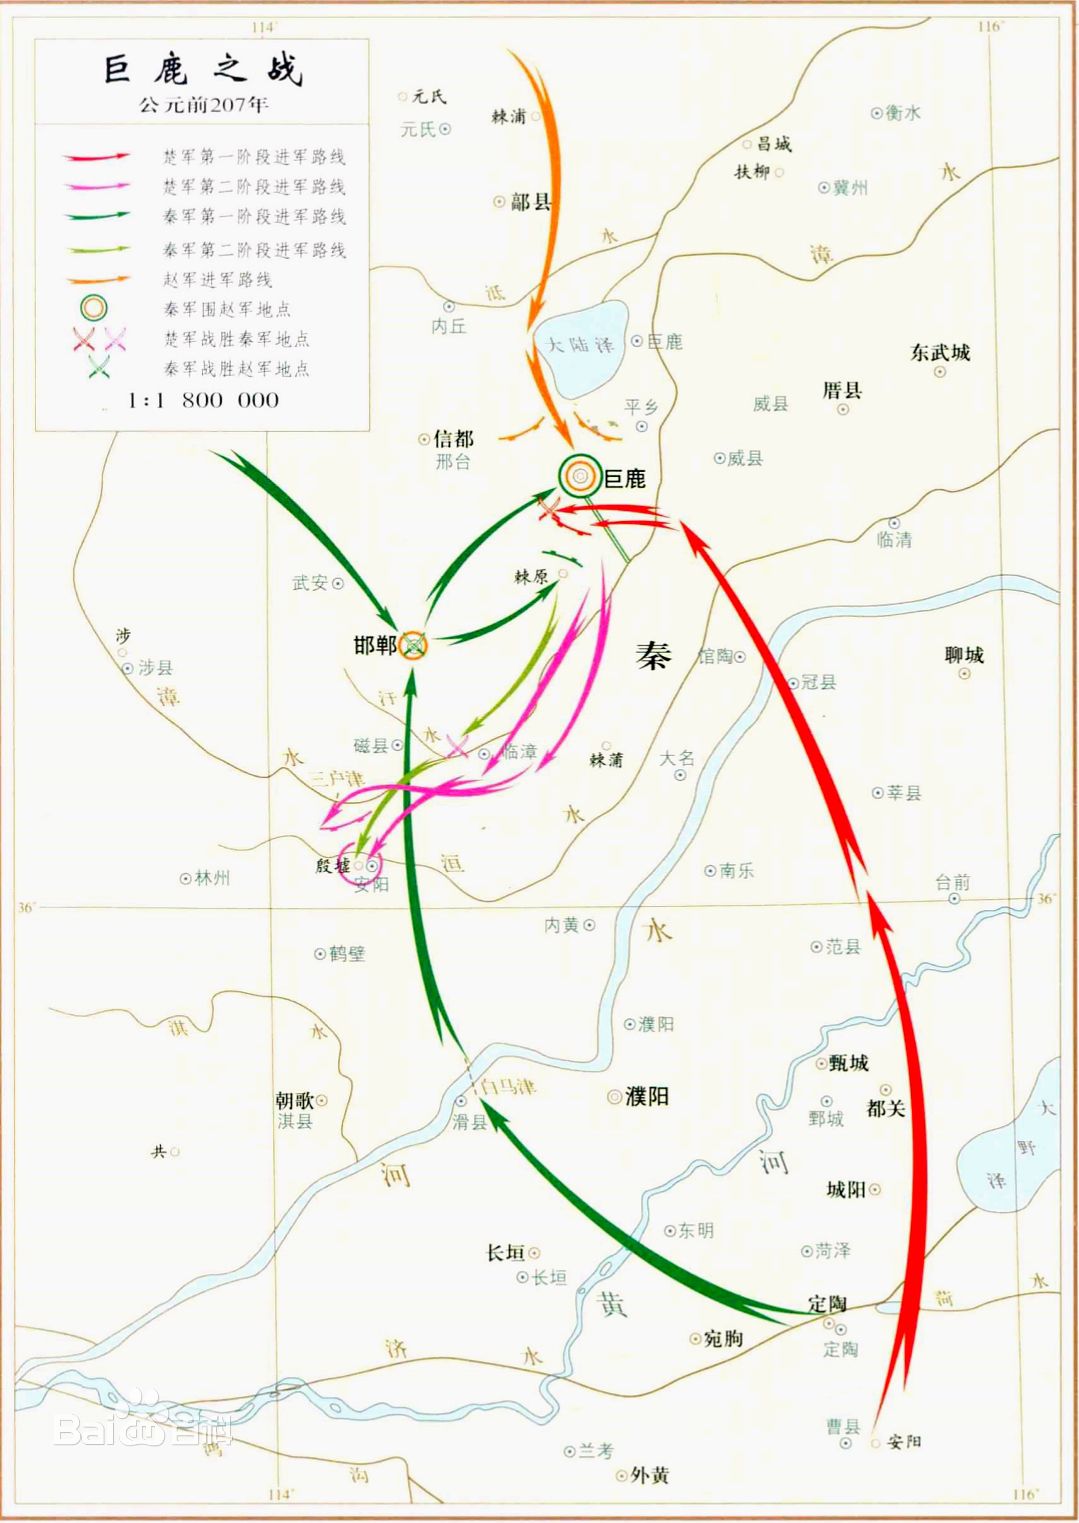 114°
116°
巨鹿之战
公元前207年
楚军第一阶段进军路线
楚军第二阶段进军路线
秦军第一阶段进军路线
秦军第二阶段进军路线
赵军进军路线
秦军围赵军地点
楚军战胜秦军地点
秦军战胜赵军地点
1:1 800 000
元氏
元氏
棘浦
衡水
昌城
扶柳
冀州
水
鄗县
水
漳
泜
内丘
大陆泽
巨鹿
东武城
厝县
威县
平乡
信都
邢台
威县
巨鹿
临清
棘原
武安
邯郸
秦
馆陶
聊城
涉
涉县
冠县
漳
汙
水
磁县
临漳
水
棘蒲
大名
三户津
莘县
水
殷墟
安阳
洹
林州
南乐
台前
36°
36°
内黄
水
鹤壁
范县
淇
水
濮阳
甄城
白马津
朝歌
淇县
滑县
濮阳
鄄城
都关
大
野
泽
共
河
河
城阳
东明
菏泽
长垣
长垣
黄
定陶
菏
水
定陶
宛朐
济
水
Bai百科
鸿
沟
曹县
安阳
兰考
外黄
114°
116°